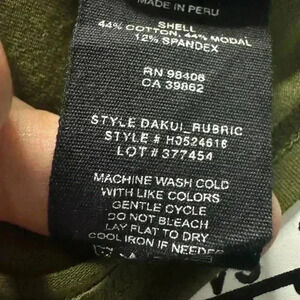 MADE IN PERU
SHELL
44% COTTON, 44% MODAL
12% SPANDEX
RN 98408
CA 39862
STYLE DAKUI_RUBRIC
STYLE # H0524616
LOT # 377454
MACHINE WASH COLD
WITH LIKE COLORS
GENTLE CYCLE
DO NOT BLEACH
LAY FLAT TO DRY
COOL IRON IF NEEDED